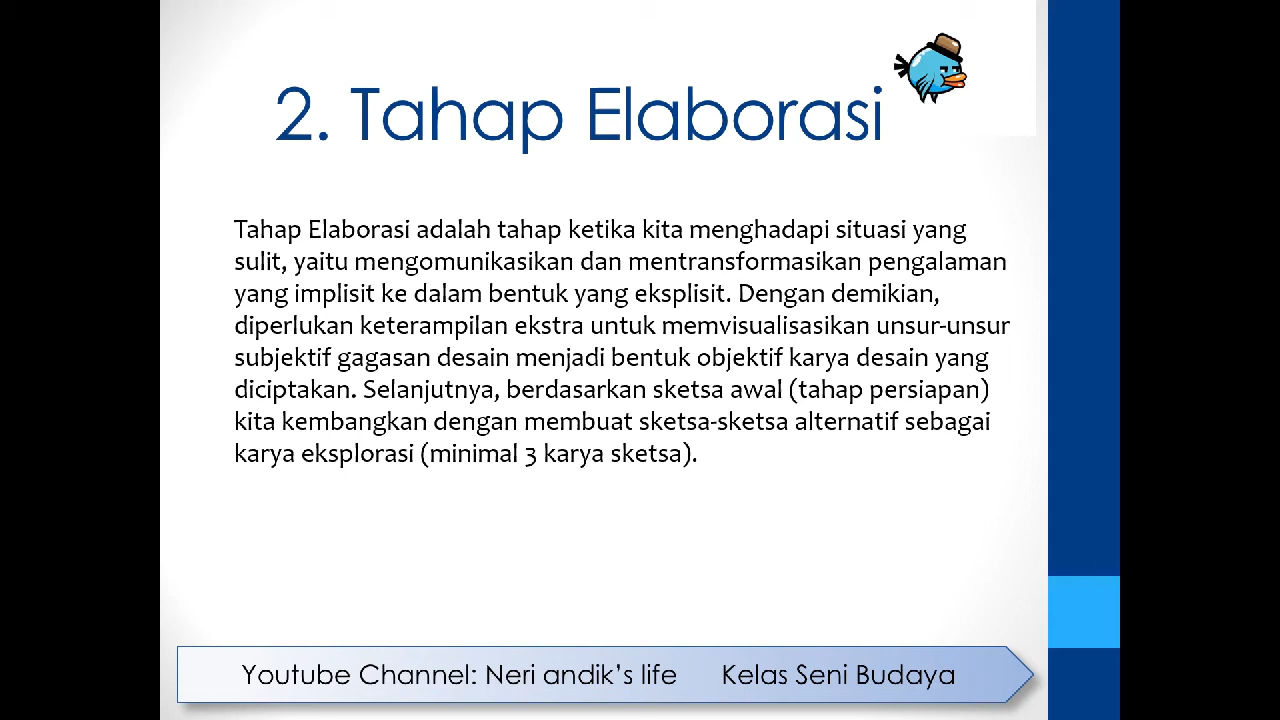 2. Tahap Elaborasi
Tahap Elaborasi adalah tahap ketika kita menghadapi situasi yang
sulit, yaitu mengomunikasikan dan mentransformasikan pengalaman
yang implisit ke dalam bentuk yang eksplisit. Dengan demikian,
diperlukan keterampilan ekstra untuk memvisualisasikan unsur-unsur
subjektif gagasan desain menjadi bentuk objektif karya desain yang
diciptakan. Selanjutnya, berdasarkan sketsa awal (tahap persiapan)
kita kembangkan dengan membuat sketsa-sketsa alternatif sebagai
karya eksplorasi (minimal 3 karya sketsa).
Youtube Channel: Neri andik’s life Kelas Seni Budaya